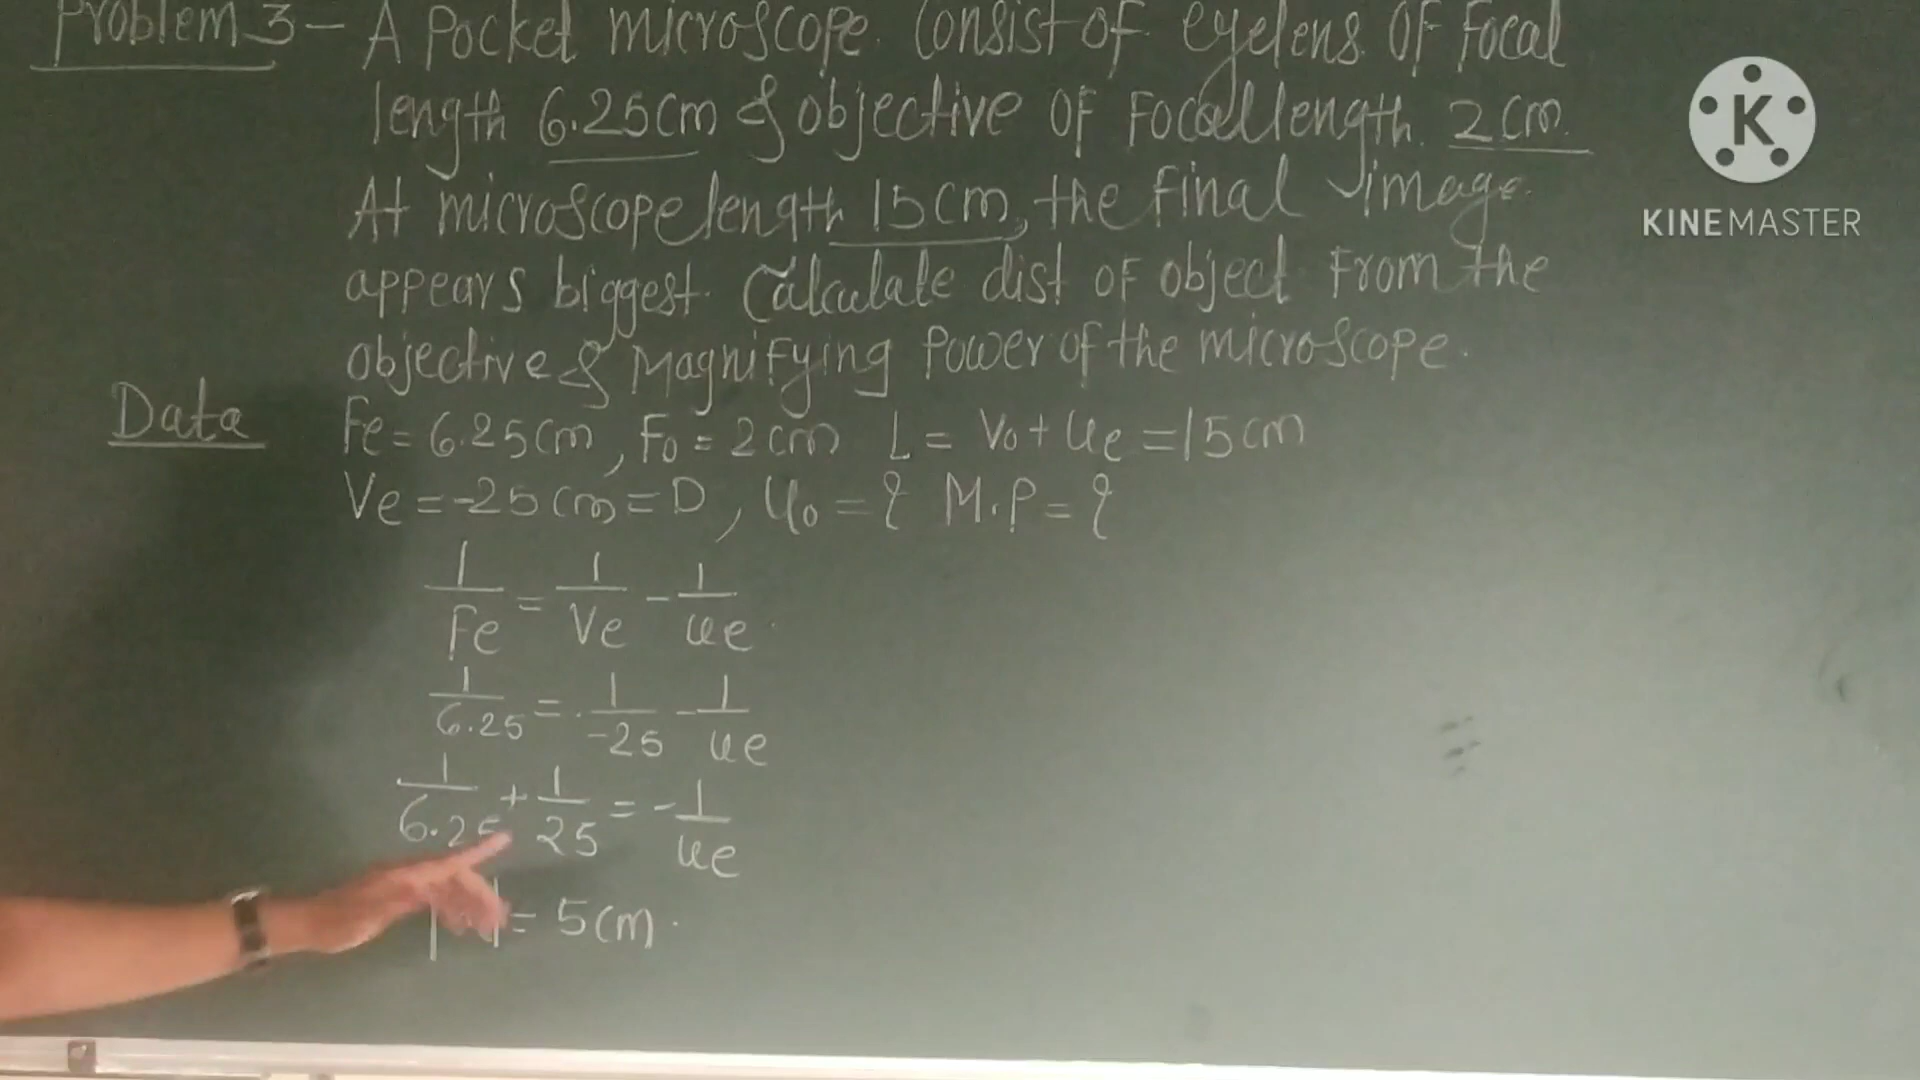 Problem 3 - A Pocket microscope. Consist of eyelens of Focal
length 6.25cm & objective of Focal length 2cm.
At microscope length 15cm, the final image
appears biggest. Calculate dist of object from the
objective & Magnifying Power of the microscope.
Data Fe = 6.25cm, Fo = 2cm L = Vo + ue = 15cm
Ve = -25cm = D, uo = ? M.P = ?
1/Fe = 1/Ve - 1/ue
1/6.25 = 1/-25 - 1/ue
1/6.25 + 1/25 = - 1/ue
= 5cm.
K
KINEMASTER